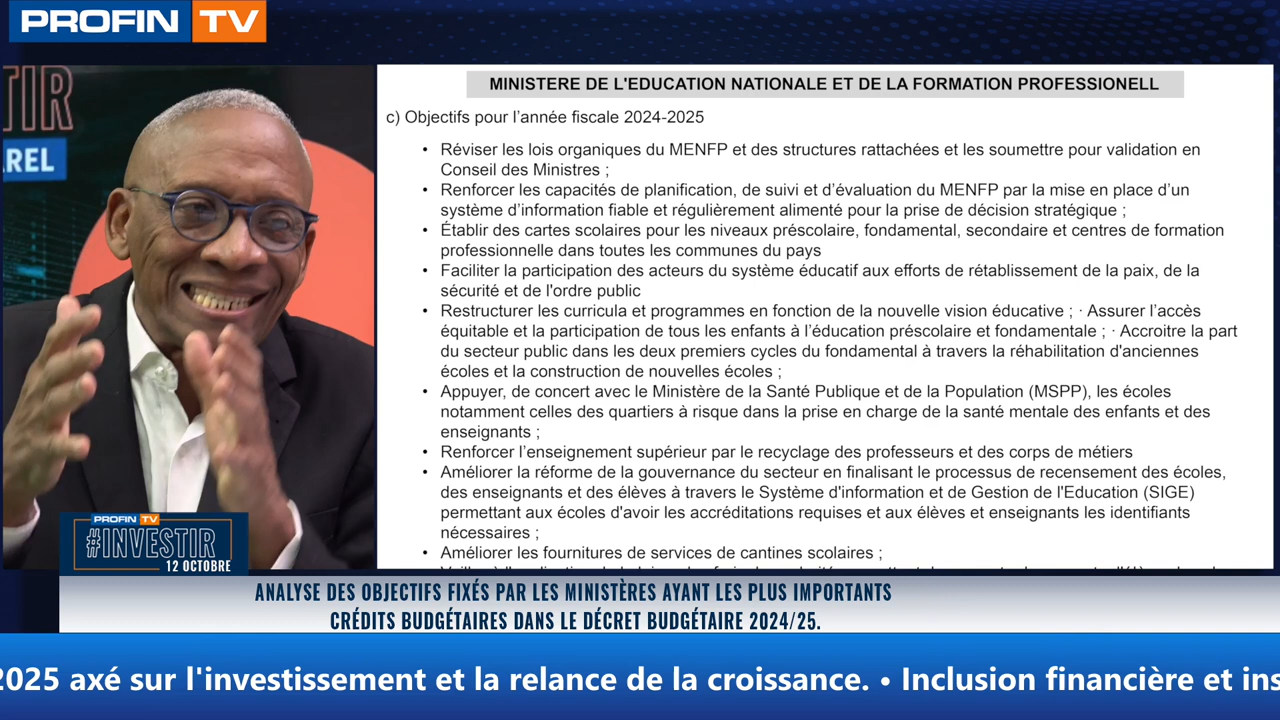 PROFIN TV
TIR
AREL
MINISTERE DE L'EDUCATION NATIONALE ET DE LA FORMATION PROFESSIONELL
c) Objectifs pour l’année fiscale 2024-2025
• Réviser les lois organiques du MENFP et des structures rattachées et les soumettre pour validation en
Conseil des Ministres ;
• Renforcer les capacités de planification, de suivi et d’évaluation du MENFP par la mise en place d’un
système d’information fiable et régulièrement alimenté pour la prise de décision stratégique ;
• Établir des cartes scolaires pour les niveaux préscolaire, fondamental, secondaire et centres de formation
professionnelle dans toutes les communes du pays
• Faciliter la participation des acteurs du système éducatif aux efforts de rétablissement de la paix, de la
sécurité et de l'ordre public
• Restructurer les curricula et programmes en fonction de la nouvelle vision éducative ; · Assurer l’accès
équitable et la participation de tous les enfants à l’éducation préscolaire et fondamentale ; · Accroitre la part
du secteur public dans les deux premiers cycles du fondamental à travers la réhabilitation d'anciennes
écoles et la construction de nouvelles écoles ;
• Appuyer, de concert avec le Ministère de la Santé Publique et de la Population (MSPP), les écoles
notamment celles des quartiers à risque dans la prise en charge de la santé mentale des enfants et des
enseignants ;
• Renforcer l’enseignement supérieur par le recyclage des professeurs et des corps de métiers
• Améliorer la réforme de la gouvernance du secteur en finalisant le processus de recensement des écoles,
des enseignants et des élèves à travers le Système d'information et de Gestion de l'Education (SIGE)
permettant aux écoles d'avoir les accréditations requiss et aux élèves et enseignants les identifiants
nécessaires ;
• Améliorer les fournitures de services de cantines scolaires ;
PROFIN TV
#INVESTIR
12 OCTOBRE
ANALYSE DES OBJECTIFS FIXÉS PAR LES MINISTÈRES AYANT LES PLUS IMPORTANTS
CRÉDITS BUDGÉTAIRES DANS LE DÉCRET BUDGÉTAIRE 2024/25.
2025 axé sur l'investissement et la relance de la croissance. • Inclusion financière et ins